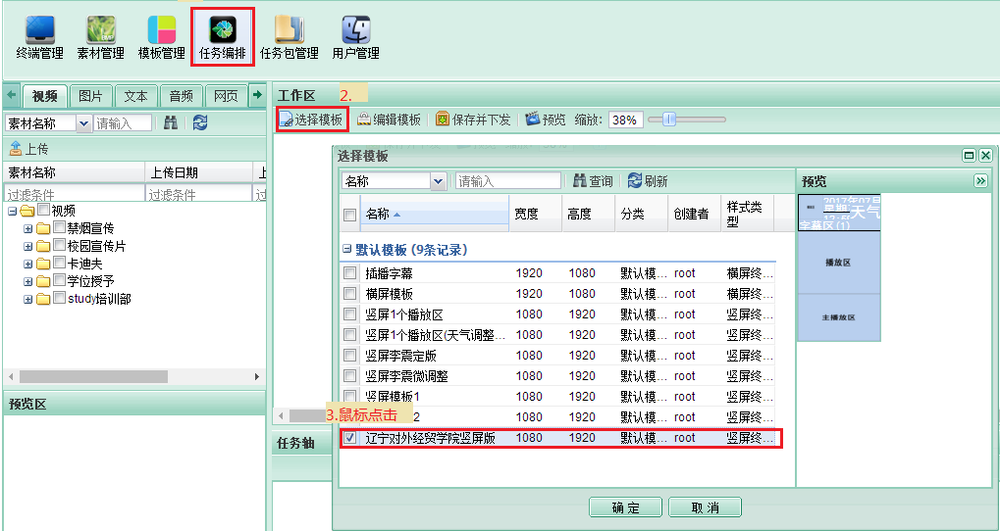 终端管理 素材管理 模板管理 任务编排 任务包管理 用户管理
视频 图片 文本 音频 网页
素材名称 请输入
上传
素材名称 上传日期 上
过滤条件 过滤条件 过
视频
禁烟宣传
校园宣传片
卡迪夫
学位授予
study培训部
预览区
工作区 2.
选择模板 编辑模板 保存并下发 预览 缩放: 38%
任务轴
选择模板
名称 请输入 查询 刷新
名称 宽度 高度 分类 创建者 样式类型
默认模板 (9条记录)
插播字幕 1920 1080 默认模... root 横屏终...
横屏模板 1920 1080 默认模... root 横屏终...
竖屏1个播放区 1080 1920 默认模... root 竖屏终...
竖屏1个播放区(天气调整... 1080 1920 默认模... root 竖屏终...
竖屏李震定版 1080 1920 默认模... root 竖屏终...
竖屏李震微调整 1080 1920 默认模... root 竖屏终...
竖屏模板1 1080 1920 默认模... root 竖屏终...
2 1080 1920 默认模... root 竖屏终...
3.鼠标点击
辽宁对外经贸学院竖屏版 1080 1920 默认模... root 竖屏终...
确定 取消
预览
2017年07月
星期
天气
字幕区(1)
播放区
主播放区